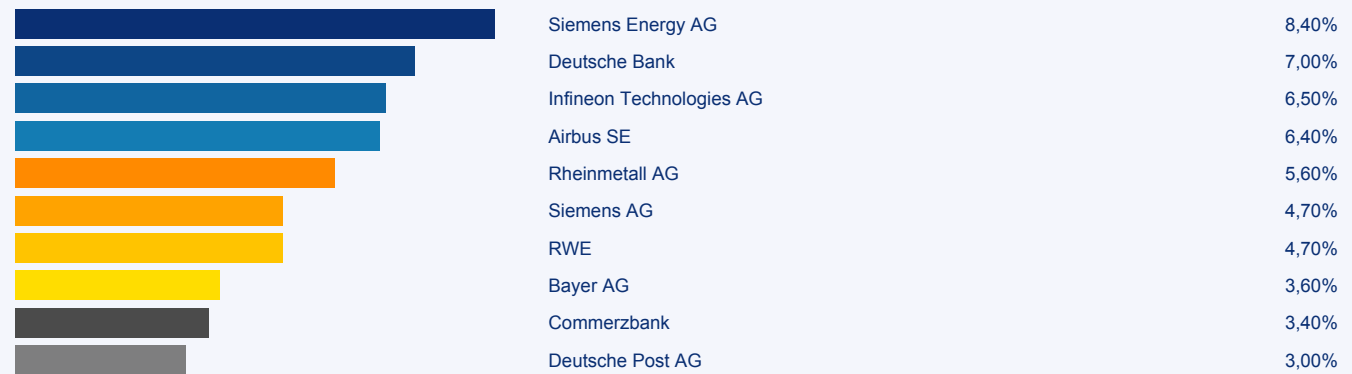 Siemens Energy AG 8,40%
Deutsche Bank 7,00%
Infineon Technologies AG 6,50%
Airbus SE 6,40%
Rheinmetall AG 5,60%
Siemens AG 4,70%
RWE 4,70%
Bayer AG 3,60%
Commerzbank 3,40%
Deutsche Post AG 3,00%